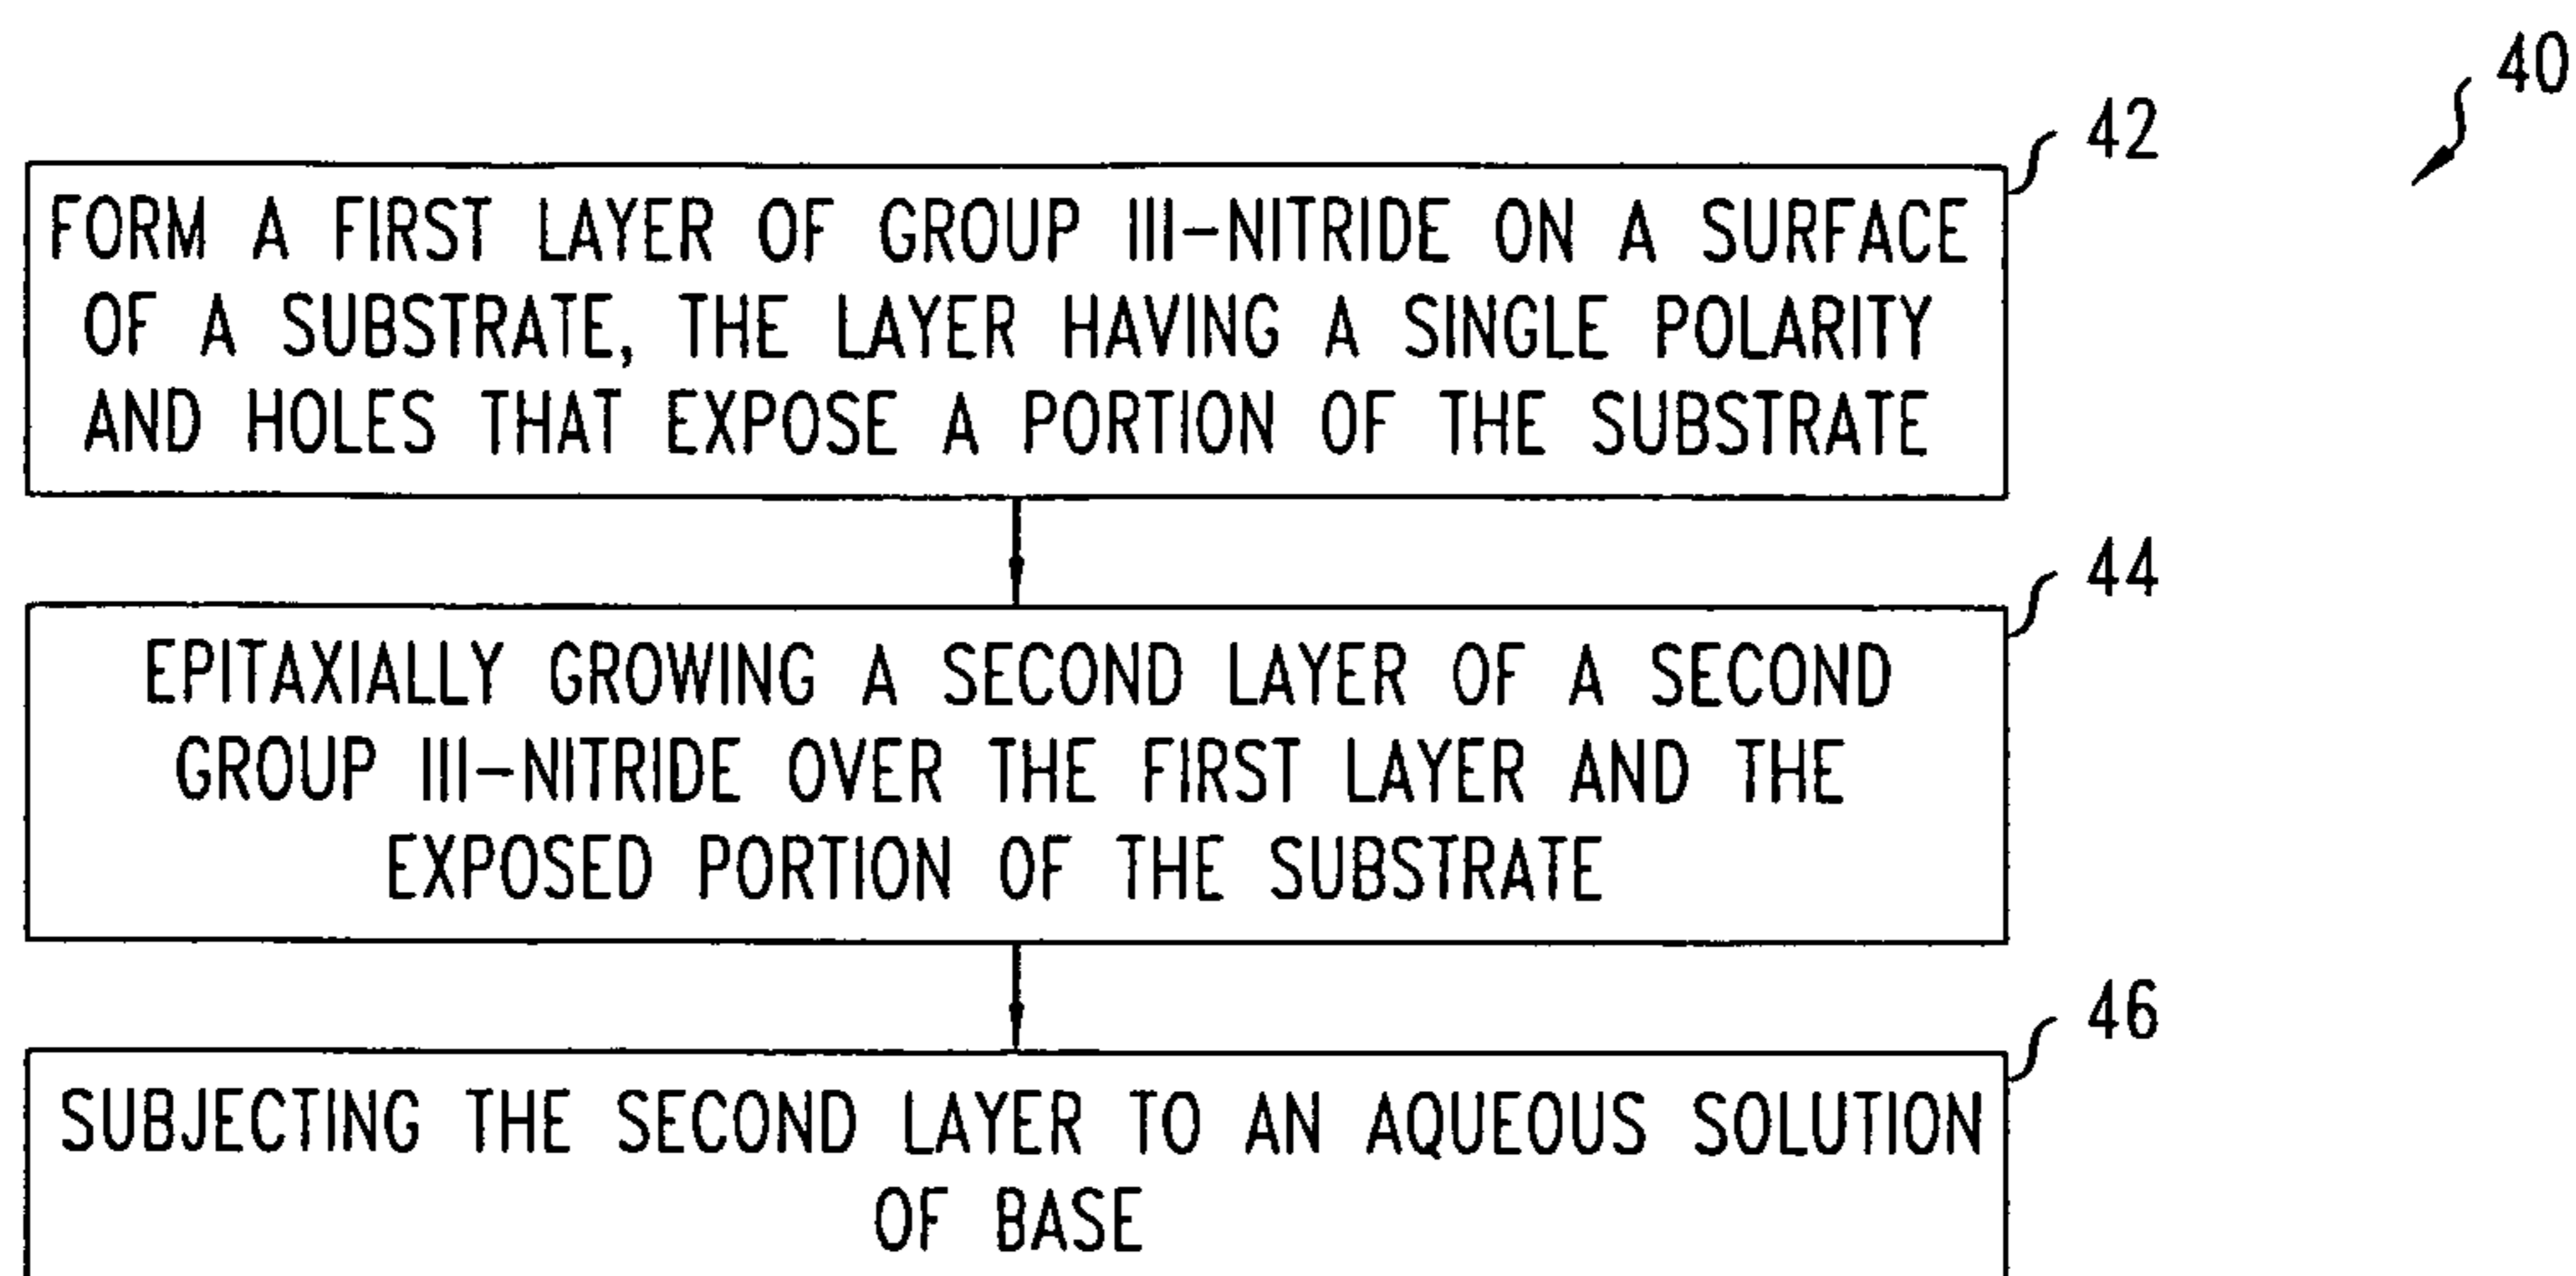 40
42
FORM A FIRST LAYER OF GROUP III-NITRIDE ON A SURFACE
OF A SUBSTRATE, THE LAYER HAVING A SINGLE POLARITY
AND HOLES THAT EXPOSE A PORTION OF THE SUBSTRATE
44
EPITAXIALLY GROWING A SECOND LAYER OF A SECOND
GROUP III-NITRIDE OVER THE FIRST LAYER AND THE
EXPOSED PORTION OF THE SUBSTRATE
46
SUBJECTING THE SECOND LAYER TO AN AQUEOUS SOLUTION
OF BASE